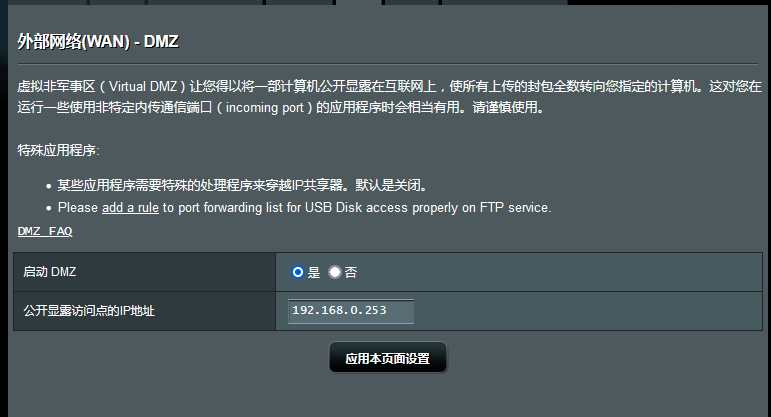 外部网络(WAN) - DMZ
虚拟非军事区（Virtual DMZ）让您得以将一部计算机公开显露在互联网上，使所有上传的封包全数转向您指定的计算机。这对您在
运行一些使用非特定内传通信端口（incoming port）的应用程序时会相当有用。请谨慎使用。
特殊应用程序:
某些应用程序需要特殊的处理程序来穿越IP共享器。默认是关闭。
Please add a rule to port forwarding list for USB Disk access properly on FTP service.
DMZ FAQ
启动 DMZ 是 否
公开显露访问点的IP地址 192.168.0.253
应用本页面设置